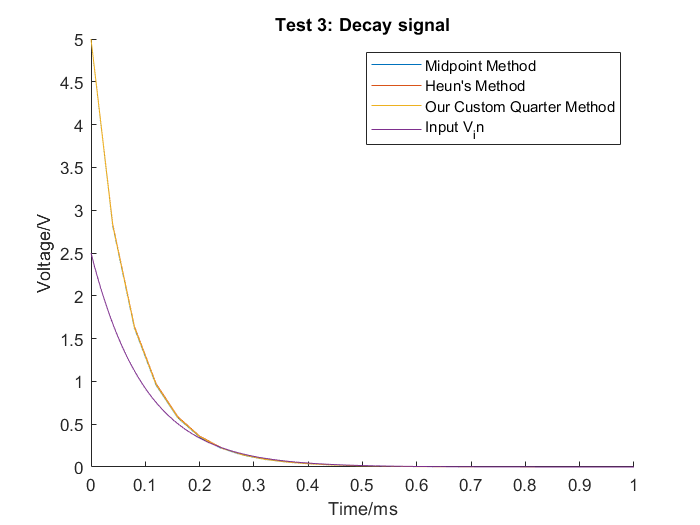 Test 3: Decay signal
Midpoint Method
Heun's Method
Our Custom Quarter Method
Input V_in
Voltage/V
5
4.5
4
3.5
3
2.5
2
1.5
1
0.5
0
0 0.1 0.2 0.3 0.4 0.5 0.6 0.7 0.8 0.9 1
Time/ms